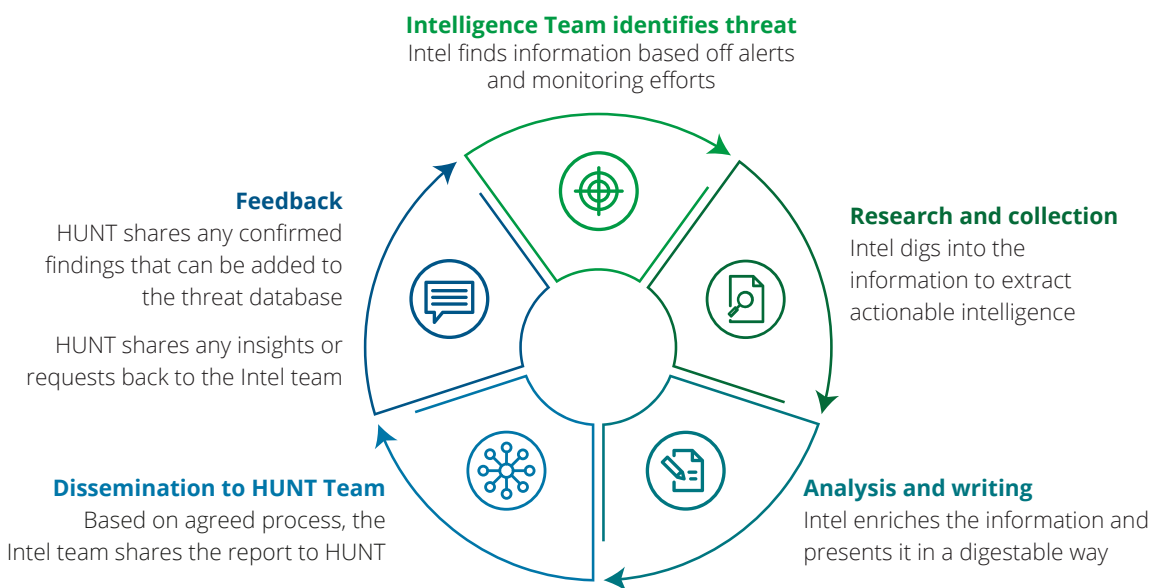 Intelligence Team identifies threat
Intel finds information based off alerts
and monitoring efforts
Research and collection
Intel digs into the
information to extract
actionable intelligence
Analysis and writing
Intel enriches the information and
presents it in a digestable way
Dissemination to HUNT Team
Based on agreed process, the
Intel team shares the report to HUNT
Feedback
HUNT shares any confirmed
findings that can be added to
the threat database
HUNT shares any insights or
requests back to the Intel team